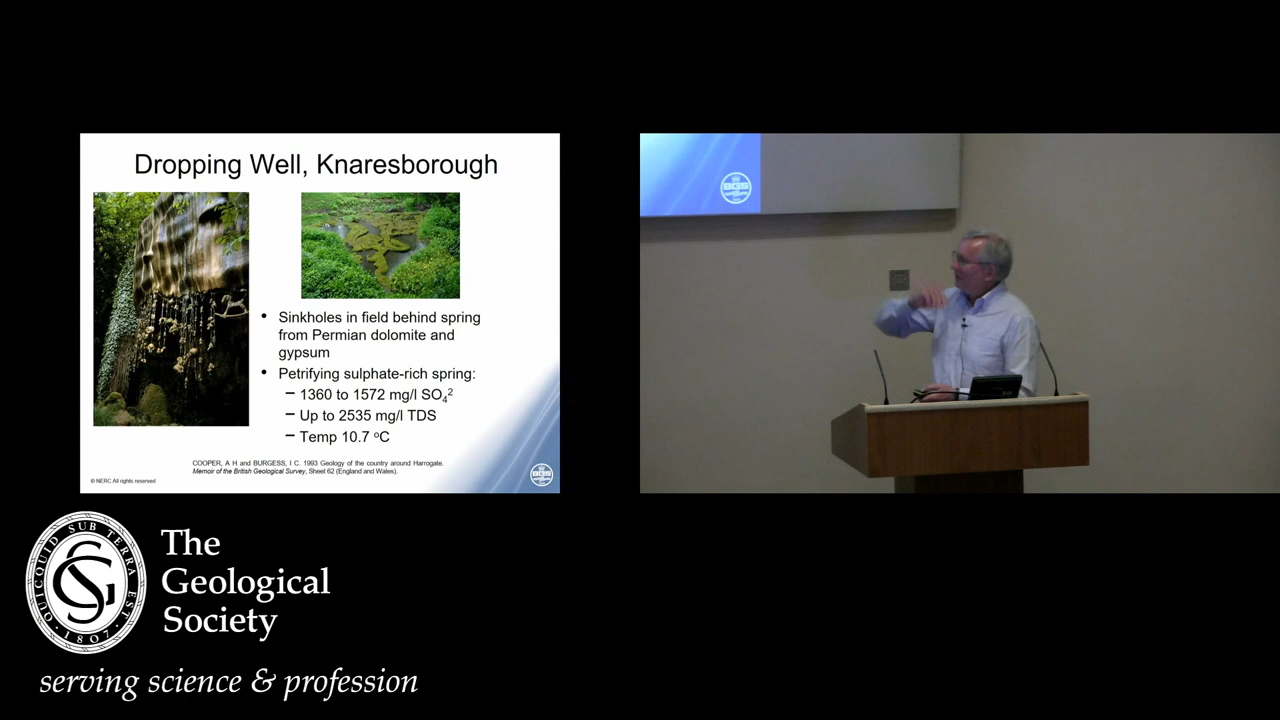 Dropping Well, Knaresborough
• Sinkholes in field behind spring
from Permian dolomite and
gypsum
• Petrifying sulphate-rich spring:
– 1360 to 1572 mg/l SO₄²
– Up to 2535 mg/l TDS
– Temp 10.7 ºC
COOPER, A H and BURGESS, I C. 1993 Geology of the country around Harrogate.
Memoir of the British Geological Survey, Sheet 62 (England and Wales).
© NERC All rights reserved
BGS
BGS
QUICQUID SUB TERRA EST
· 1807 ·
GS
The
Geological
Society
serving science & profession